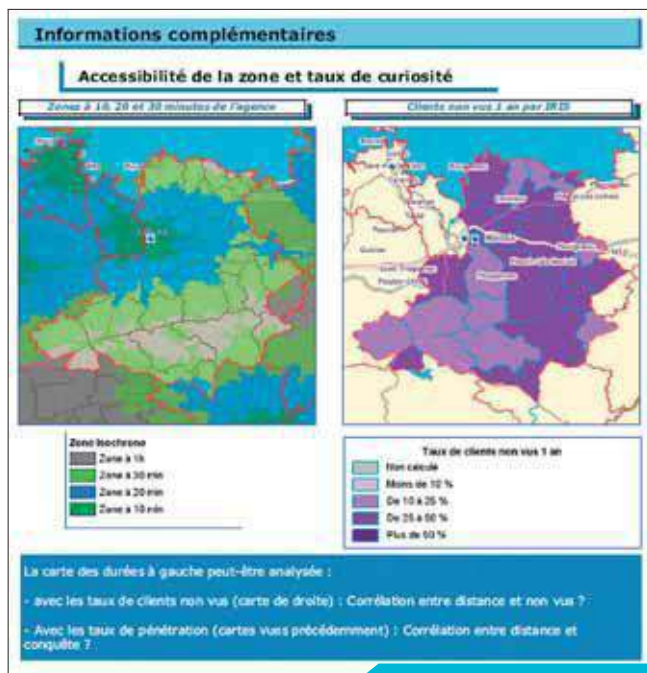 Informations complémentaires
Accessibilité de la zone et taux de curiosité
Zones à 10, 20 et 30 minutes de l'agence
Clients non vus 1 an par IRIS
Zone Isochrone
Zone à 1h
Zone à 30 min
Zone à 20 min
Zone à 10 min
Taux de clients non vus 1 an
Non calculé
Moins de 10 %
De 10 à 25 %
De 25 à 50 %
Plus de 50 %
La carte des durées à gauche peut-être analysée :
- avec les taux de clients non vus (carte de droite) : Corrélation entre distance et non vus ?
- Avec les taux de pénétration (cartes vues précédemment) : Corrélation entre distance et
conquête ?